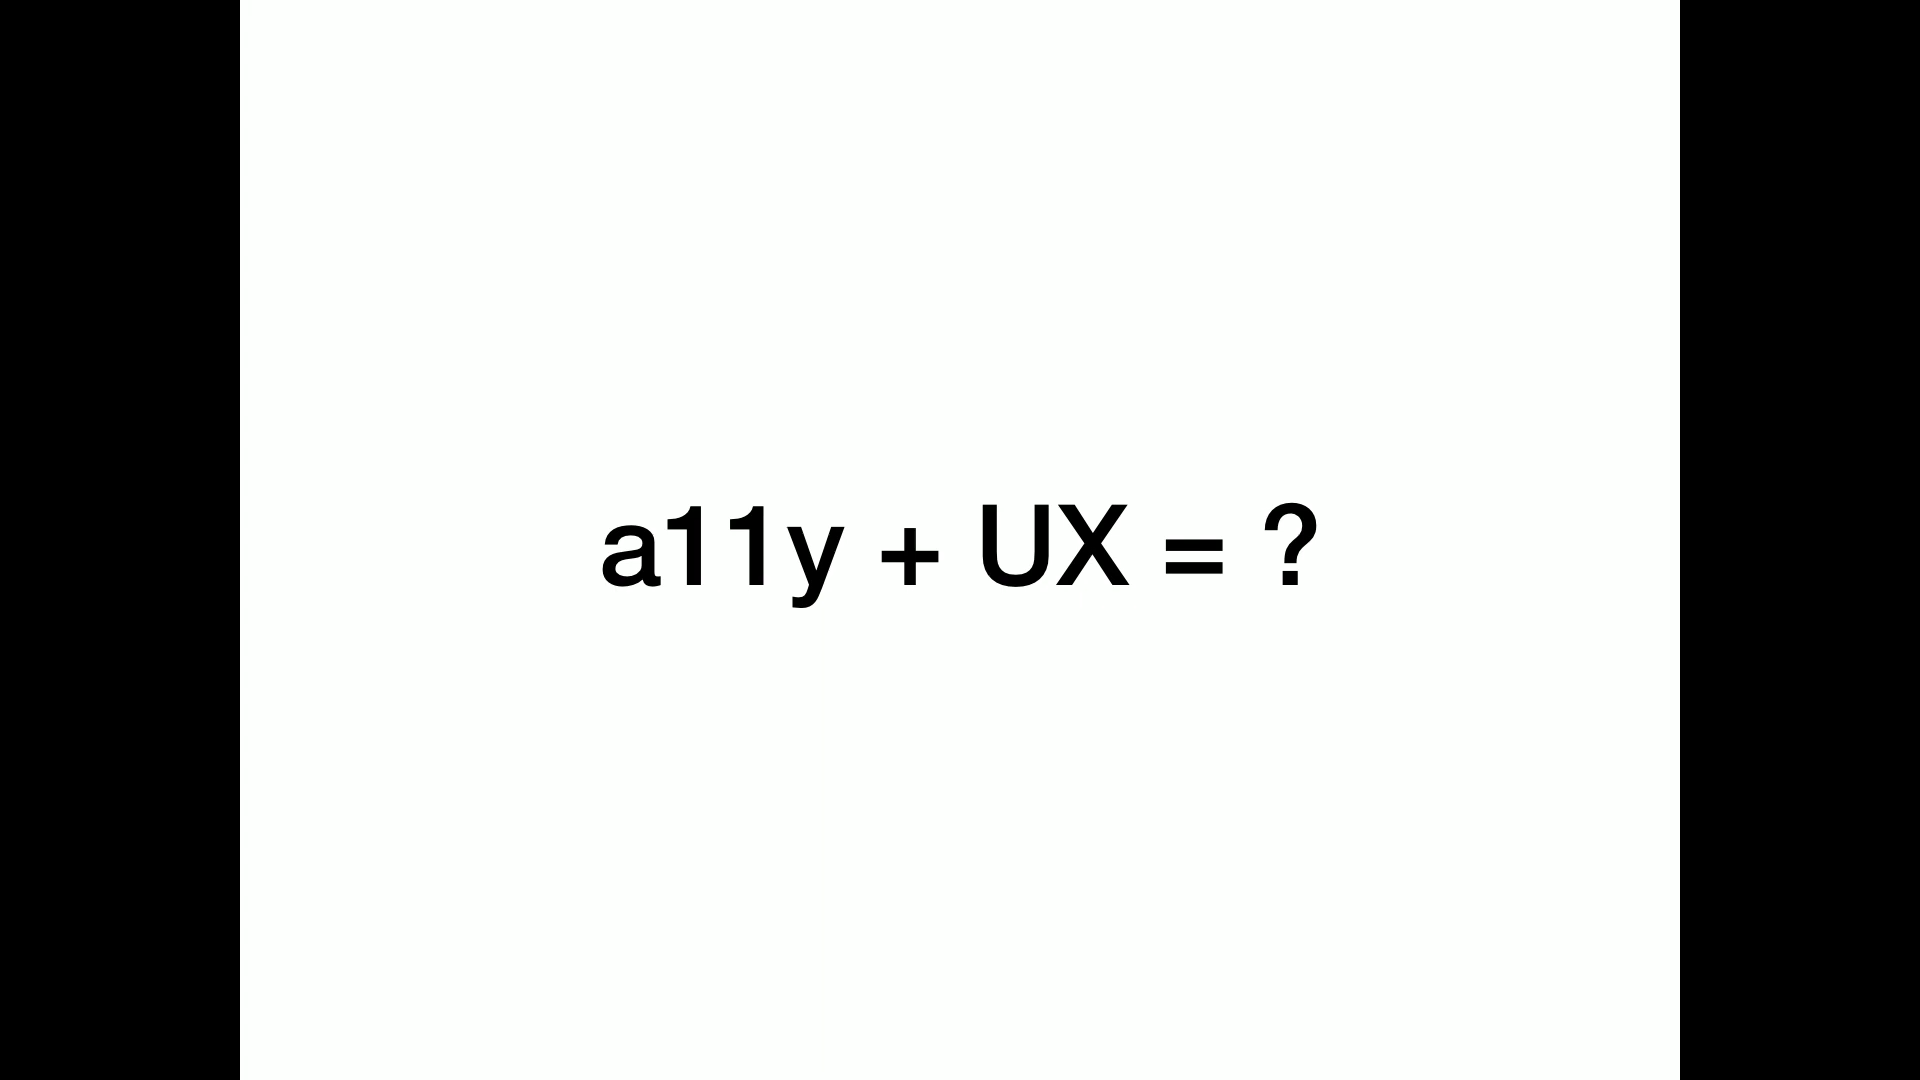 a11y + UX = ?